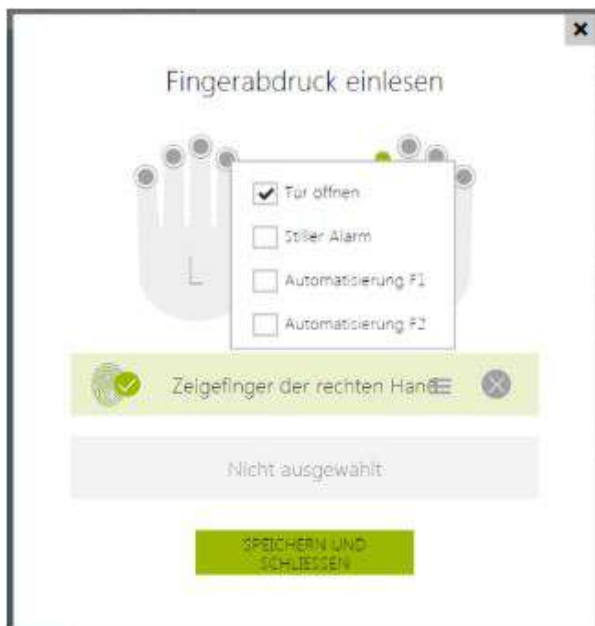 Fingerabdruck einlesen
L
Tür öffnen
Stiller Alarm
Automatisierung F1
Automatisierung F2
Zeigefinger der rechten Hand
Nicht ausgewählt
SPEICHERN UND
SCHLIESSEN